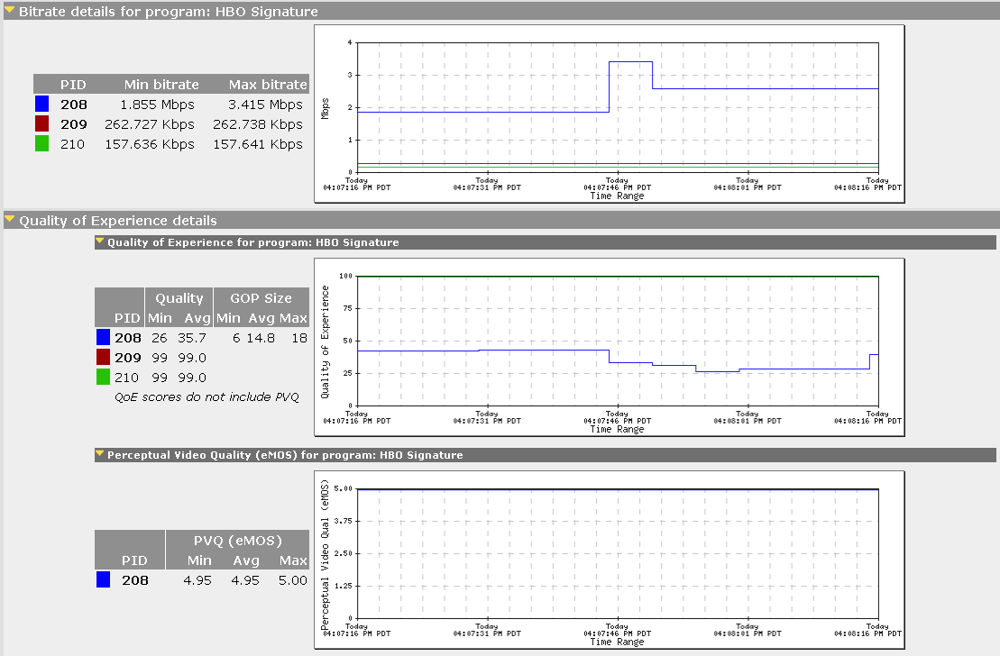 Bitrate details for program: HBO Signature
PID Min bitrate Max bitrate
208 1.855 Mbps 3.415 Mbps
209 262.727 Kbps 262.738 Kbps
210 157.636 Kbps 157.641 Kbps
Mbps
4
3
2
1
0
Today Today Today Today Today
04:07:16 PM PDT 04:07:31 PM PDT 04:07:46 PM PDT 04:08:01 PM PDT 04:08:16 PM PDT
Time Range
Quality of Experience details
Quality of Experience for program: HBO Signature
Quality GOP Size
PID Min Avg Min Avg Max
208 26 35.7 6 14.8 18
209 99 99.0
210 99 99.0
QoE scores do not include PVQ
Quality of Experience
100
75
50
25
0
Today Today Today Today Today
04:07:16 PM PDT 04:07:31 PM PDT 04:07:46 PM PDT 04:08:01 PM PDT 04:08:16 PM PDT
Time Range
Perceptual Video Quality (eMOS) for program: HBO Signature
PVQ (eMOS)
PID Min Avg Max
208 4.95 4.95 5.00
Perceptual Video Qual (eMOS)
5.00
3.75
2.50
1.25
0
Today Today Today Today Today
04:07:16 PM PDT 04:07:31 PM PDT 04:07:46 PM PDT 04:08:01 PM PDT 04:08:16 PM PDT
Time Range